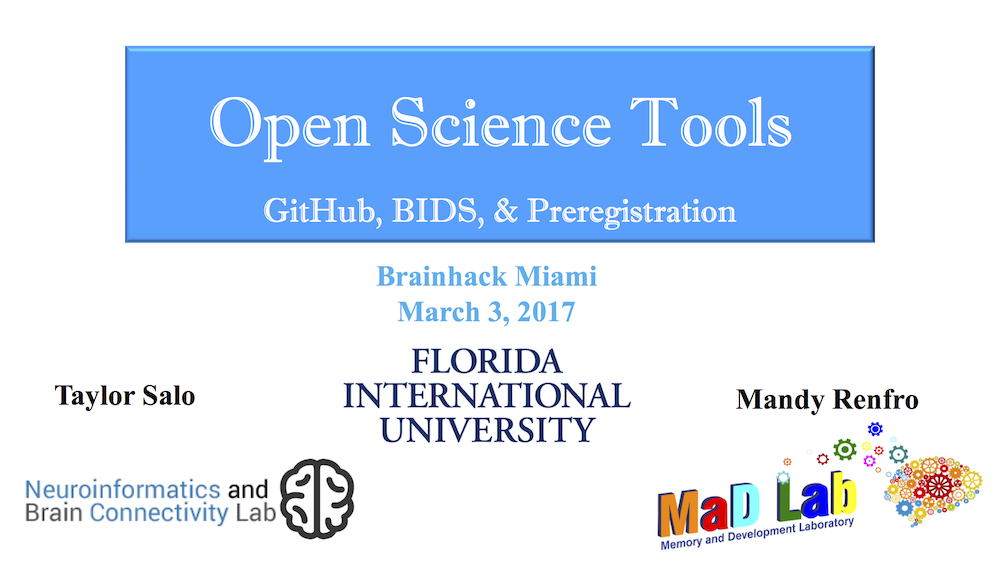 Open Science Tools
GitHub, BIDS, & Preregistration
Brainhack Miami
March 3, 2017
FLORIDA
INTERNATIONAL
UNIVERSITY
Taylor Salo
Mandy Renfro
Neuroinformatics and
Brain Connectivity Lab
MaD Lab
Memory and Development Laboratory